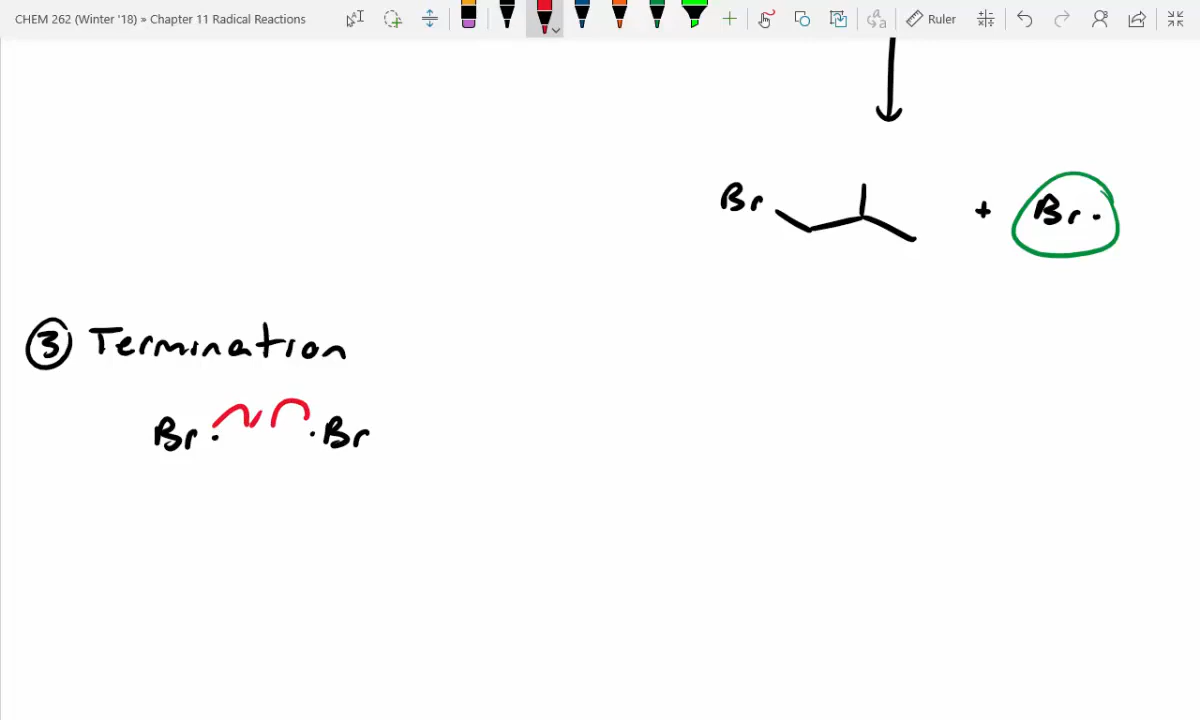 CHEM 262 (Winter '18) » Chapter 11 Radical Reactions
Ruler
Br + Br·
③ Termination
Br· ·Br